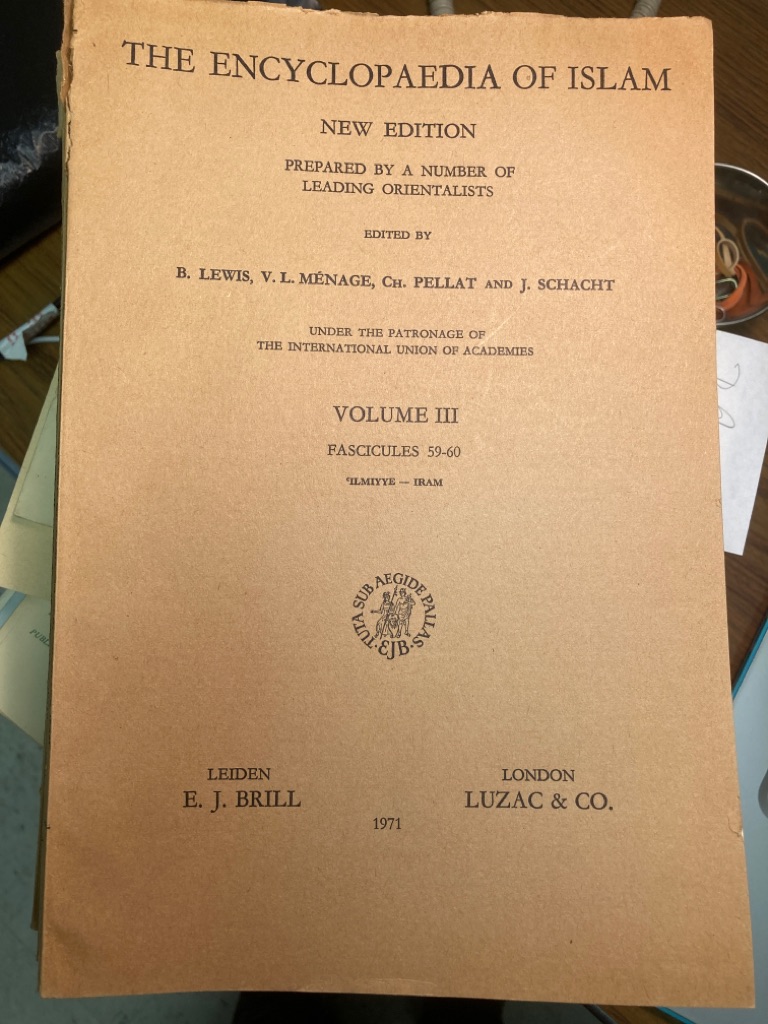 THE ENCYCLOPAEDIA OF ISLAM
NEW EDITION
PREPARED BY A NUMBER OF
LEADING ORIENTALISTS
EDITED BY
B. LEWIS, V. L. MÉNAGE, CH. PELLAT AND J. SCHACHT
UNDER THE PATRONAGE OF
THE INTERNATIONAL UNION OF ACADEMIES
VOLUME III
FASCICULES 59-60
ʿILMIYYE — IRAM
TUTA SUB AEGIDE PALLAS
·EJB·
LEIDEN
E. J. BRILL
LONDON
LUZAC & CO.
1971